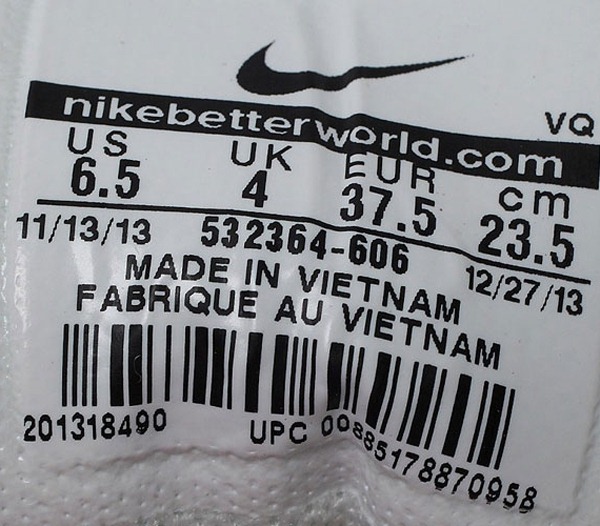 VQ
nikebetterworld.com
US UK EUR cm
6.5 4 37.5 23.5
11/13/13 532364-606 12/27/13
MADE IN VIETNAM
FABRIQUE AU VIETNAM
201318490 UPC 00885178870958